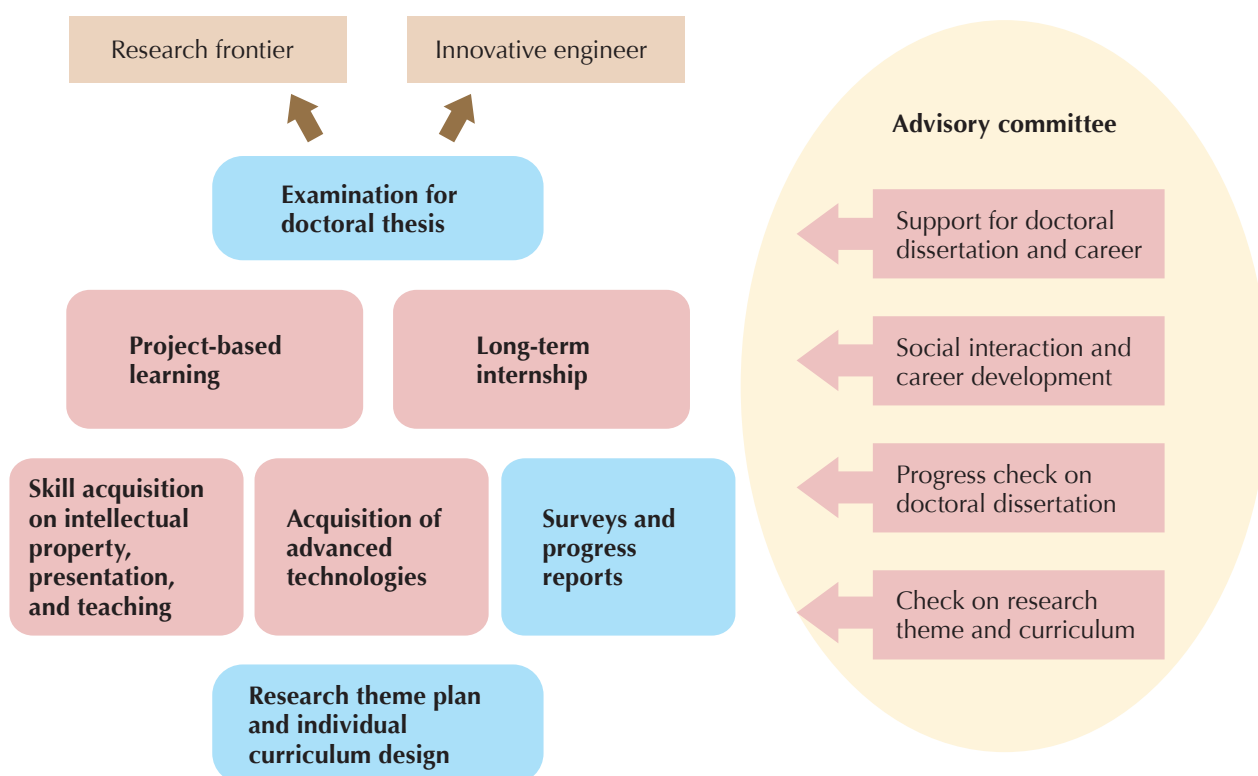 Research frontier
Innovative engineer
Examination for
doctoral thesis
Project-based
learning
Long-term
internship
Skill acquisition
on intellectual
property,
presentation,
and teaching
Acquisition of
advanced
technologies
Surveys and
progress
reports
Research theme plan
and individual
curriculum design
Advisory committee
Support for doctoral
dissertation and career
Social interaction and
career development
Progress check on
doctoral dissertation
Check on research
theme and curriculum